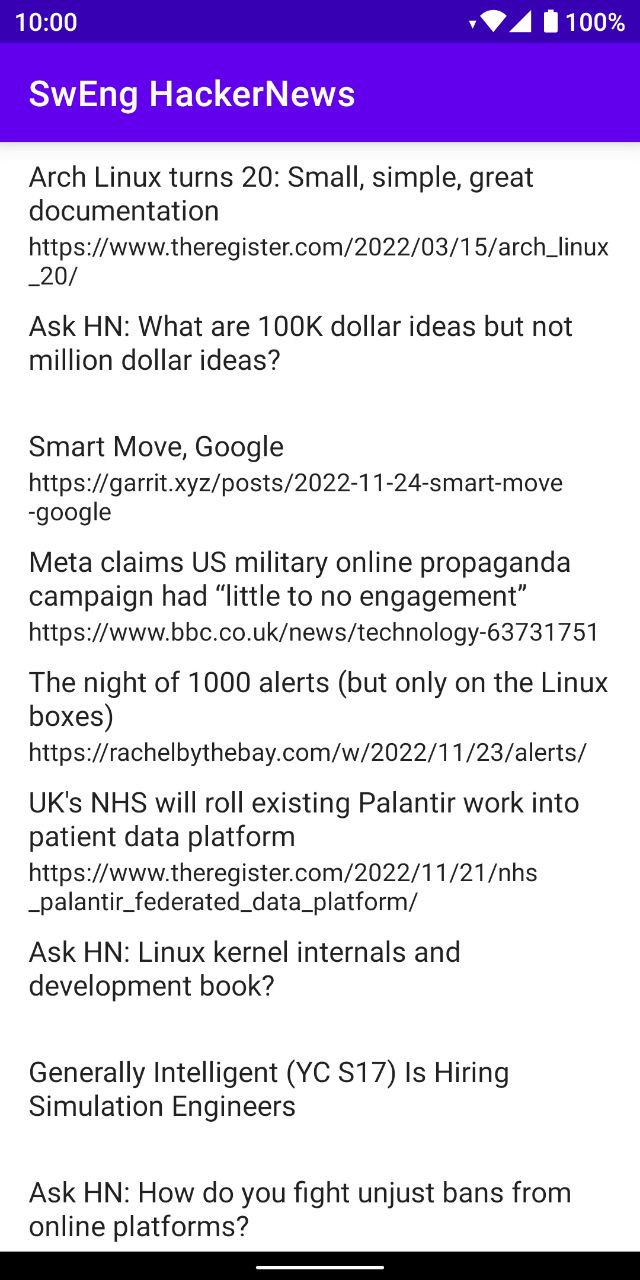 10:00
100%
SwEng HackerNews
Arch Linux turns 20: Small, simple, great
documentation
https://www.theregister.com/2022/03/15/arch_linux
_20/
Ask HN: What are 100K dollar ideas but not
million dollar ideas?
Smart Move, Google
https://garrit.xyz/posts/2022-11-24-smart-move
-google
Meta claims US military online propaganda
campaign had “little to no engagement”
https://www.bbc.co.uk/news/technology-63731751
The night of 1000 alerts (but only on the Linux
boxes)
https://rachelbythebay.com/w/2022/11/23/alerts/
UK's NHS will roll existing Palantir work into
patient data platform
https://www.theregister.com/2022/11/21/nhs
_palantir_federated_data_platform/
Ask HN: Linux kernel internals and
development book?
Generally Intelligent (YC S17) Is Hiring
Simulation Engineers
Ask HN: How do you fight unjust bans from
online platforms?